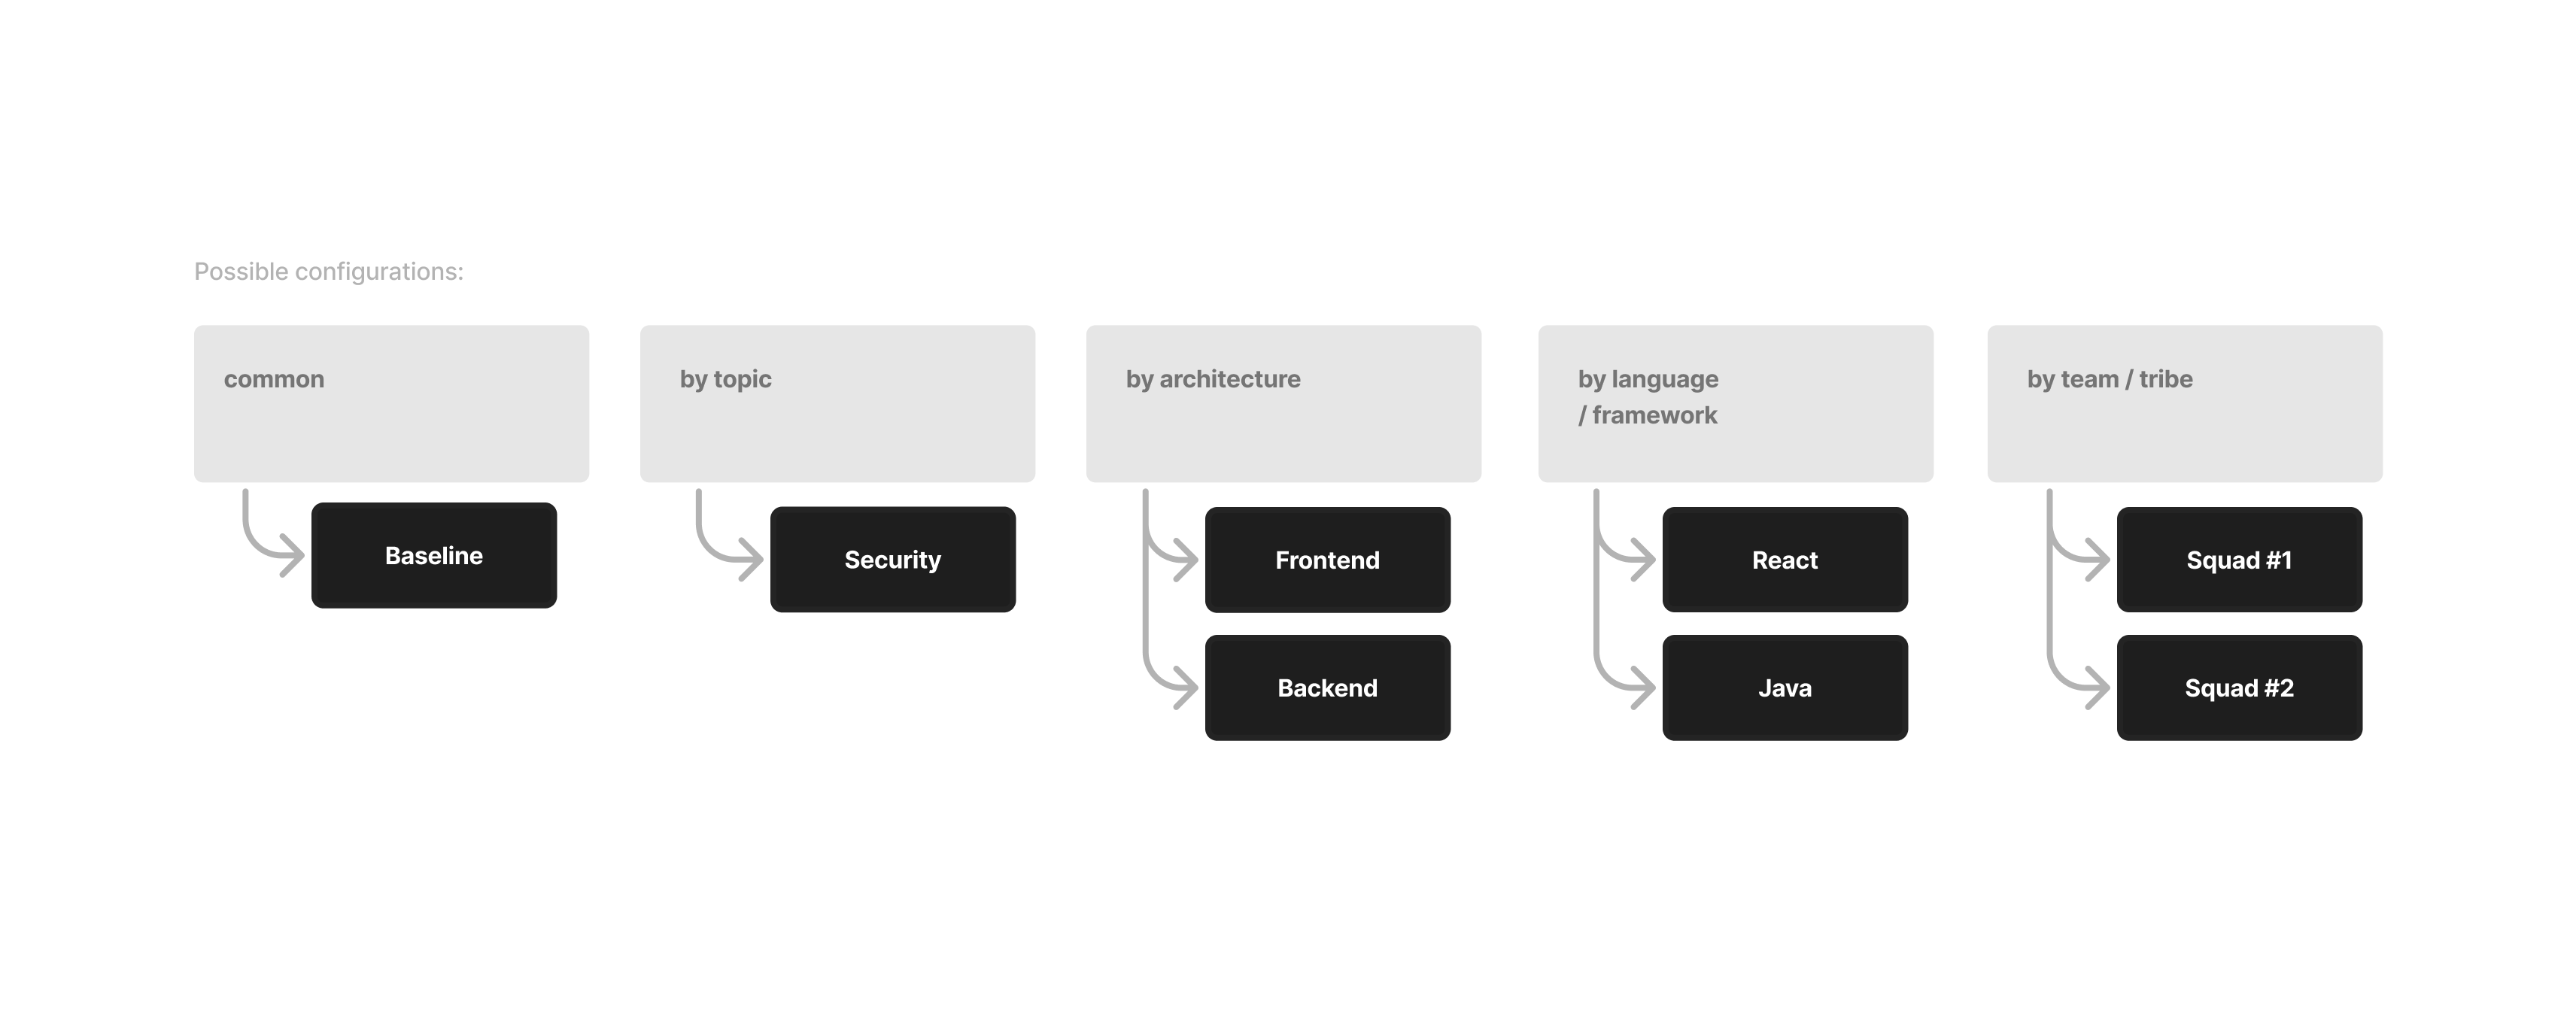 Possible configurations:
common
Baseline
by topic
Security
by architecture
Frontend
Backend
by language
/ framework
React
Java
by team / tribe
Squad #1
Squad #2